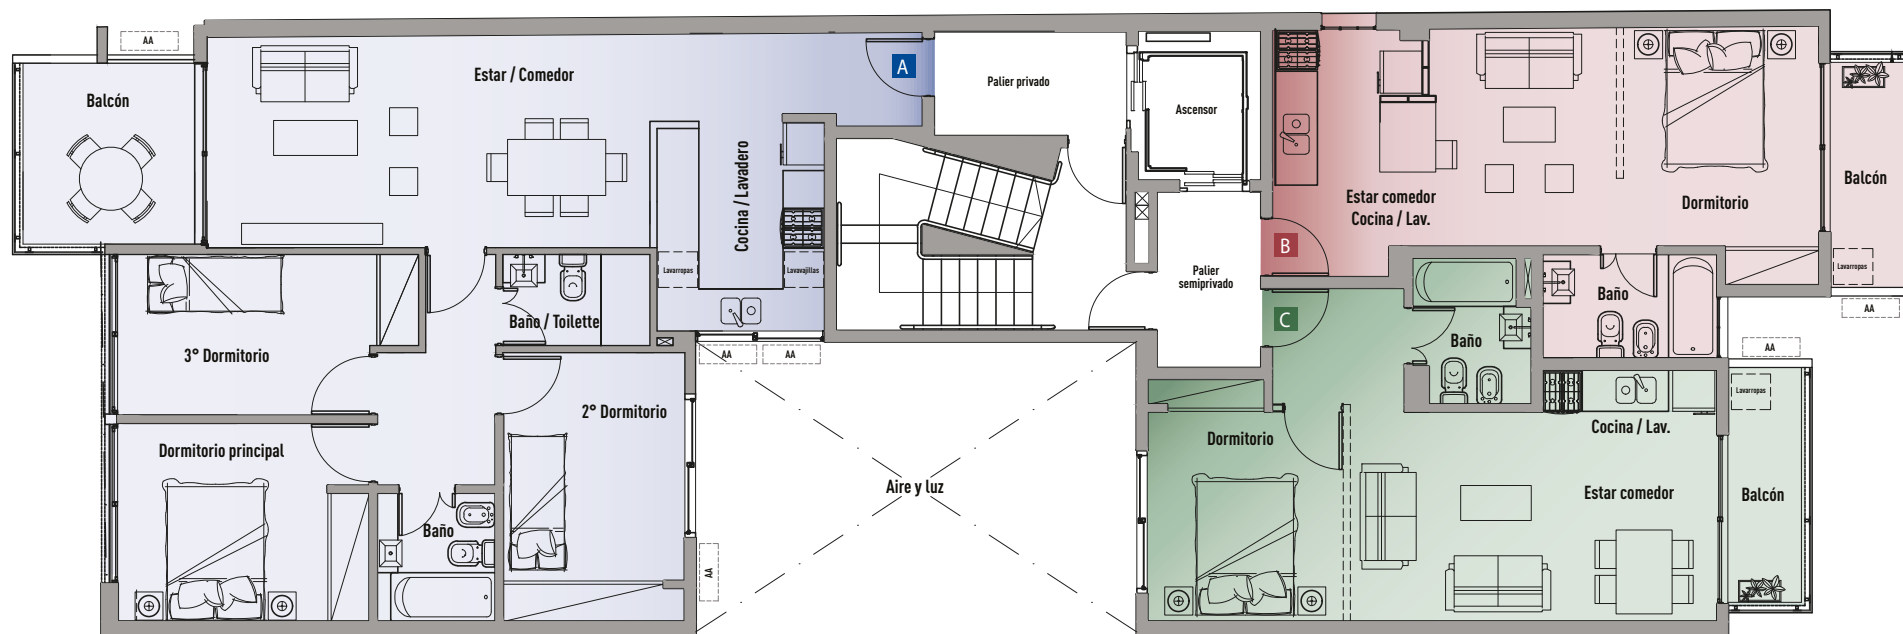 AA
Balcón
Estar / Comedor
A
Palier privado
Ascensor
Cocina / Lavadero
Lavarropas
Lavavajillas
3° Dormitorio
Baño / Toilette
AA
AA
Dormitorio principal
2° Dormitorio
Baño
AA
Aire y luz
Palier
semiprivado
Estar comedor
Cocina / Lav.
B
Dormitorio
Balcón
Lavarropas
AA
Baño
C
Baño
AA
Lavarropas
Cocina / Lav.
Dormitorio
Estar comedor
Balcón